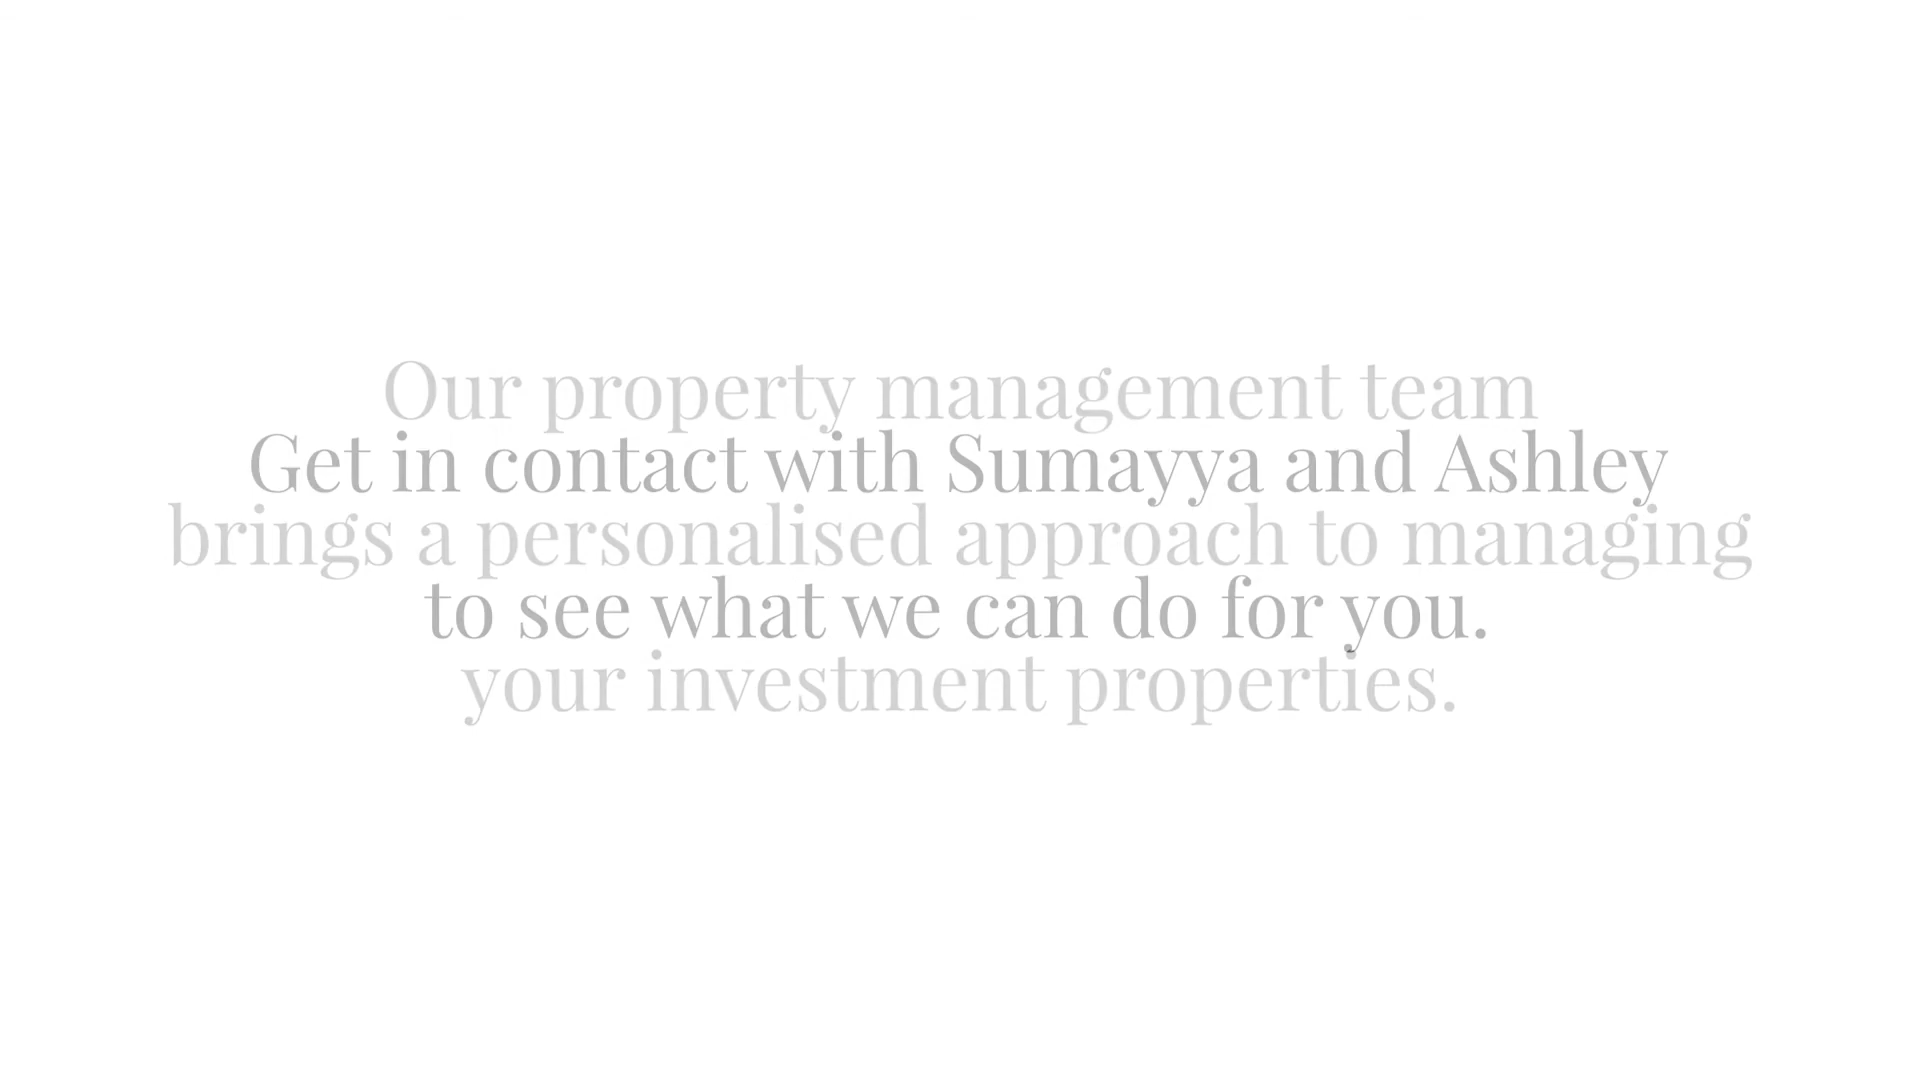 Our property management team
Get in contact with Sumayya and Ashley
brings a personalised approach to managing
to see what we can do for you.
your investment properties.